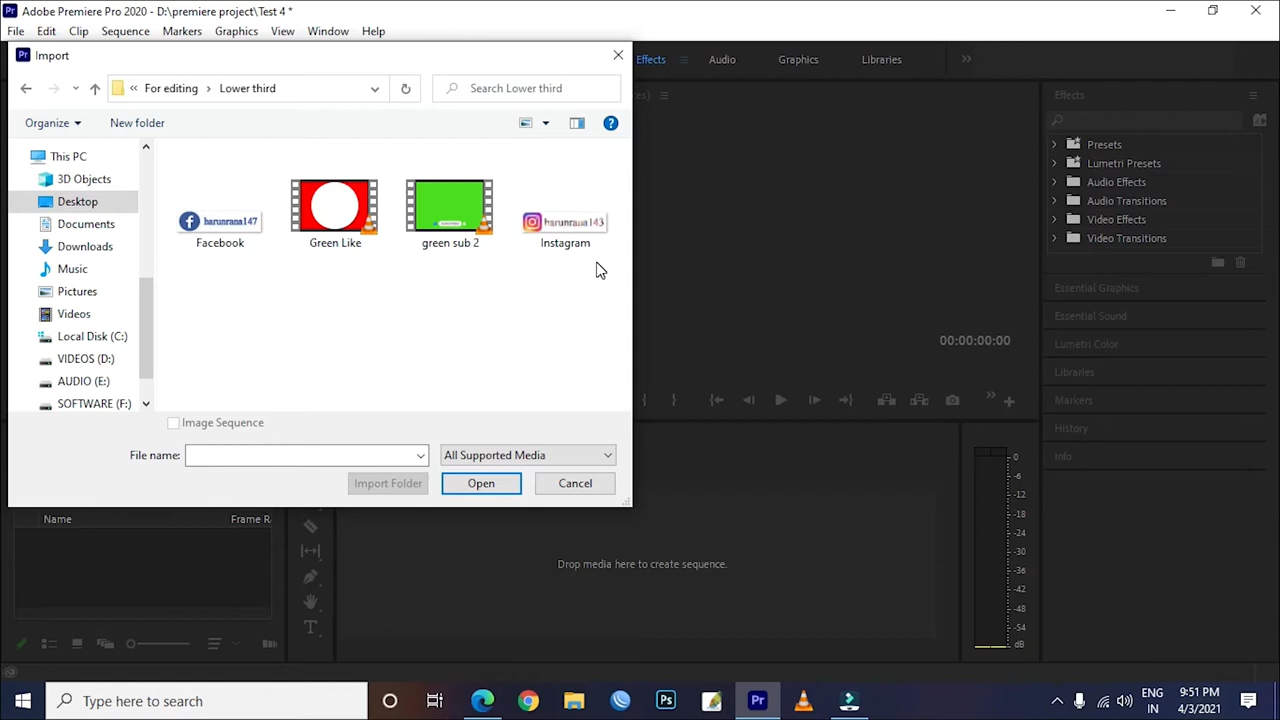 Adobe Premiere Pro 2020 - D:\premiere project\Test 4 *
File Edit Clip Sequence Markers Graphics View Window Help
Import
Effects Audio Graphics Libraries
« For editing › Lower third
Search Lower third
Organize New folder
Effects
This PC
3D Objects
Desktop
Documents
Downloads
Music
Pictures
Videos
Local Disk (C:)
VIDEOS (D:)
AUDIO (E:)
SOFTWARE (F:)
harunrana147
Facebook
Green Like
green sub 2
harunrana143
Instagram
Presets
Lumetri Presets
Audio Effects
Audio Transitions
Video Effects
Video Transitions
Essential Graphics
Essential Sound
Lumetri Color
Libraries
Markers
History
Info
00:00:00:00
Image Sequence
File name:
All Supported Media
Import Folder Open Cancel
Name Frame R
Drop media here to create sequence.
0
-6
-12
-18
-24
-30
-36
-42
-48
-54
dB
Type here to search
Ps
Pr
ENG
IN
9:51 PM
4/3/2021